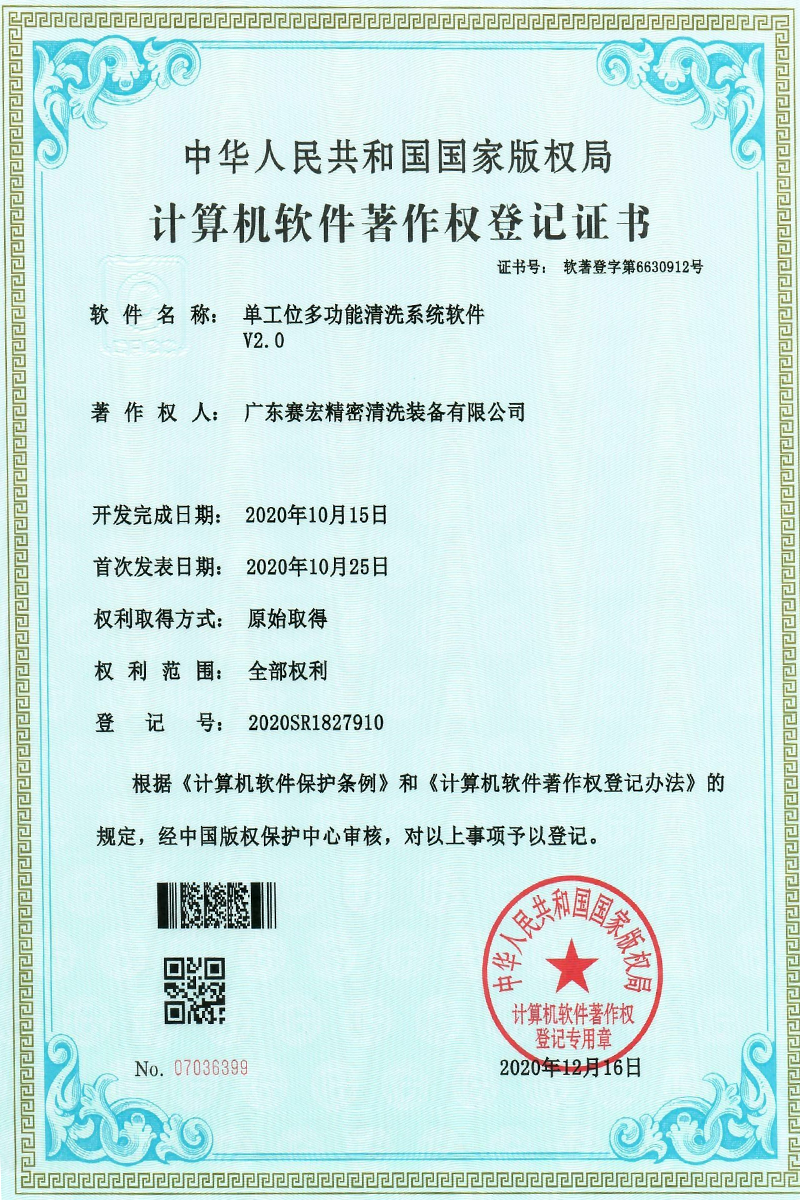 中华人民共和国国家版权局
计算机软件著作权登记证书
证书号： 软著登字第6630912号
软件名称： 单工位多功能清洗系统软件
V2.0
著作权人： 广东赛宏精密清洗装备有限公司
开发完成日期： 2020年10月15日
首次发表日期： 2020年10月25日
权利取得方式： 原始取得
权利范围： 全部权利
登记号： 2020SR1827910
根据《计算机软件保护条例》和《计算机软件著作权登记办法》的
规定，经中国版权保护中心审核，对以上事项予以登记。
中华人民共和国国家版权局
计算机软件著作权
登记专用章
No. 07036399
2020年12月16日